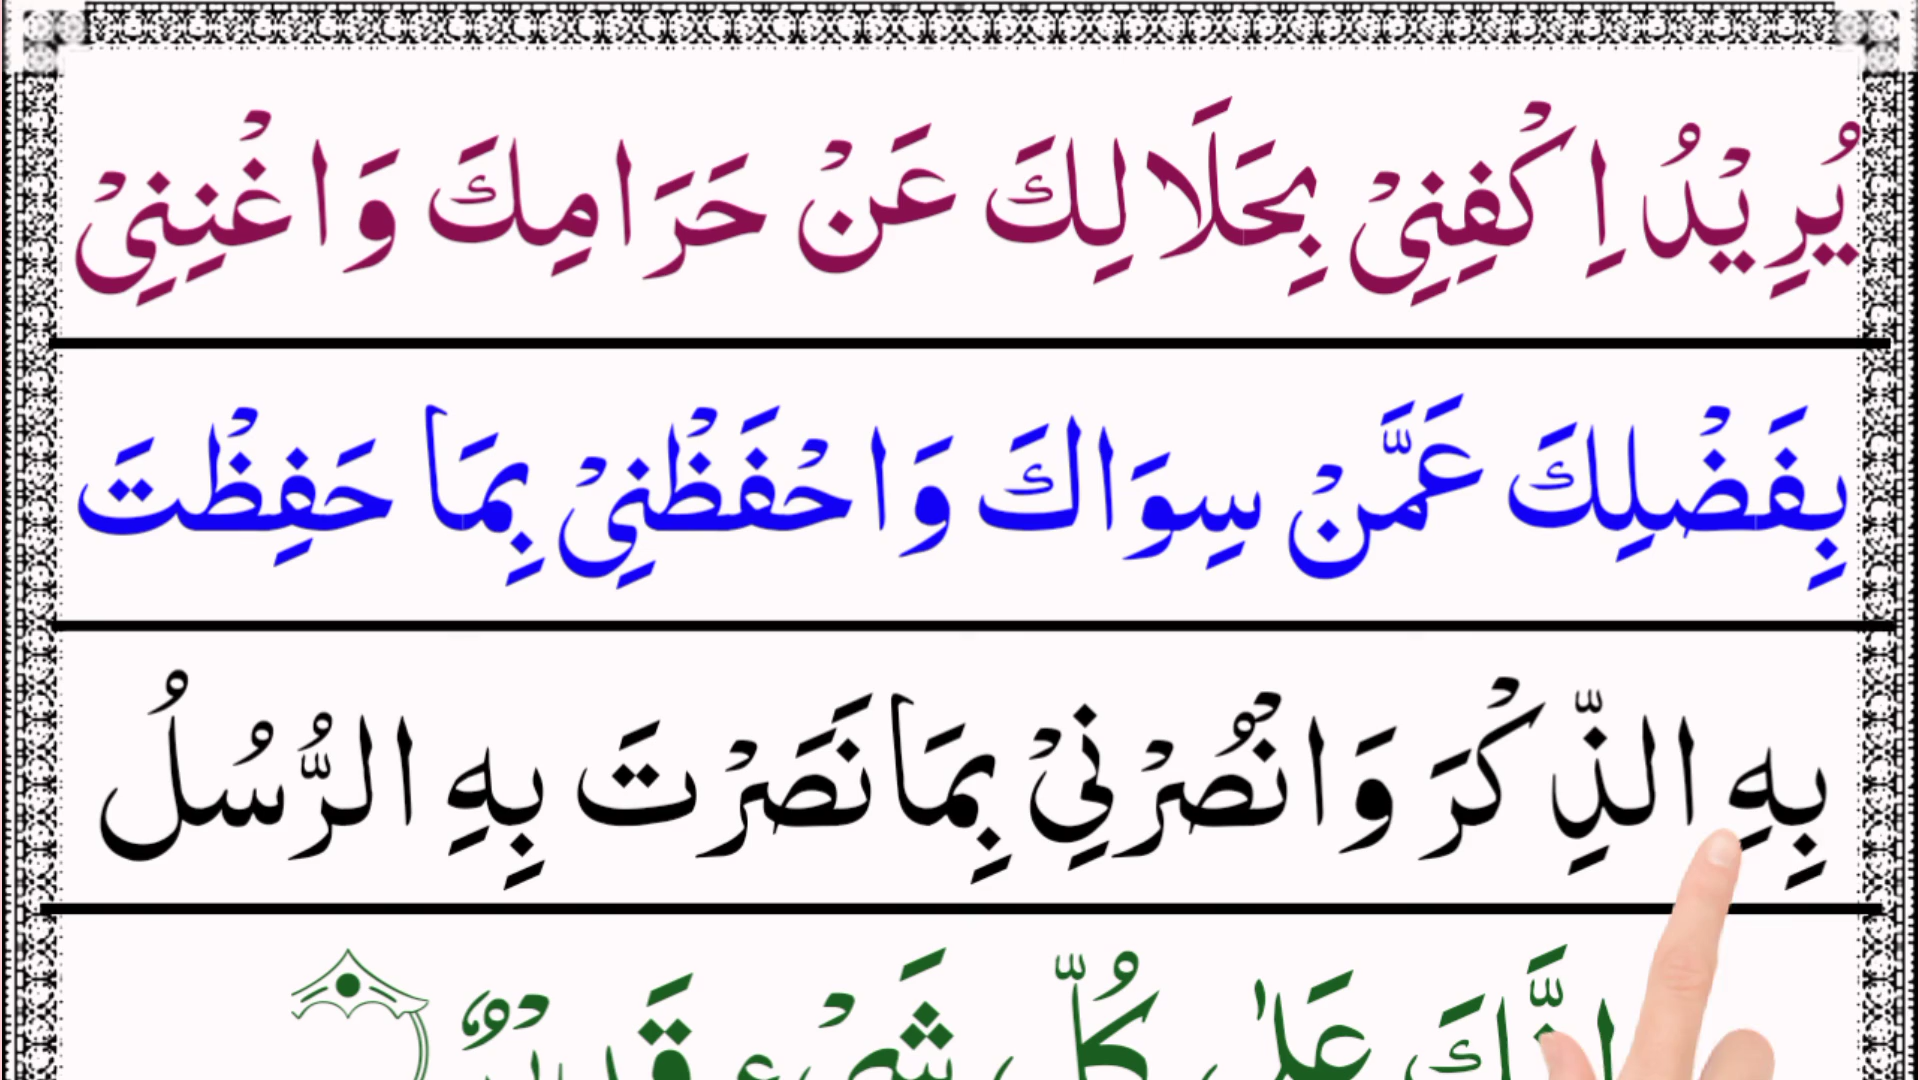 يُرِيْدُ اِكْفِنِيْ بِحَلَالِكَ عَنْ حَرَامِكَ وَاغْنِنِيْ
بِفَضْلِكَ عَمَّنْ سِوَاكَ وَاحْفَظْنِيْ بِمَا حَفِظْتَ
بِهِ الذِّكْرَ وَانْصُرْنِيْ بِمَا نَصَرْتَ بِهِ الرُّسُلُ
اِنَّكَ عَلٰى كُلِّ شَيْءٍ قَدِيْرٌ